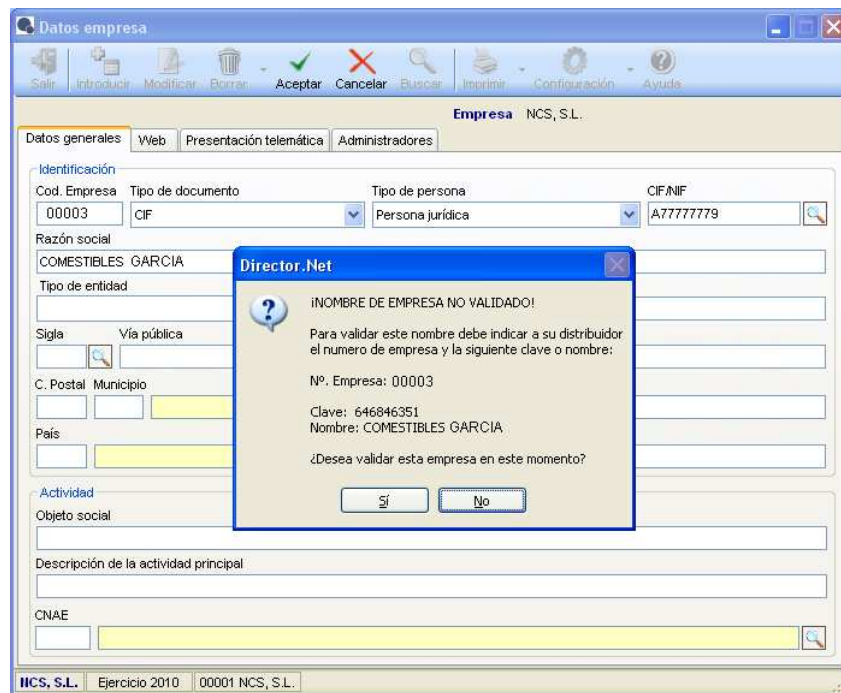 Datos empresa
Salir Introducir Modificar Borrar Aceptar Cancelar Buscar Imprimir Configuración Ayuda
Empresa NCS, S.L.
Datos generales Web Presentación telemática Administradores
Identificación
Cod. Empresa Tipo de documento Tipo de persona CIF/NIF
00003 CIF Persona jurídica A77777779
Razón social
COMESTIBLES GARCIA
Tipo de entidad
Sigla Vía pública
C. Postal Municipio
País
Director.Net
¡NOMBRE DE EMPRESA NO VALIDADO!
Para validar este nombre debe indicar a su distribuidor
el numero de empresa y la siguiente clave o nombre:
Nº. Empresa: 00003
Clave: 646846351
Nombre: COMESTIBLES GARCIA
¿Desea validar esta empresa en este momento?
Sí No
Actividad
Objeto social
Descripción de la actividad principal
CNAE
NCS, S.L. Ejercicio 2010 00001 NCS, S.L.